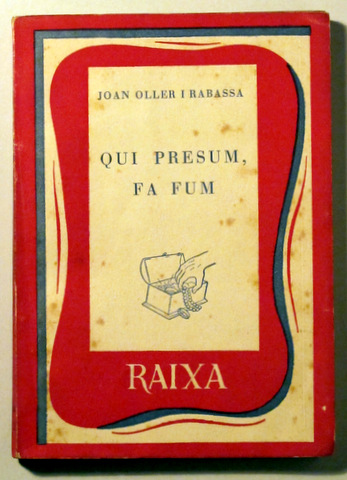 JOAN OLLER I RABASSA
QUI PRESUM,
FA FUM
RAIXA